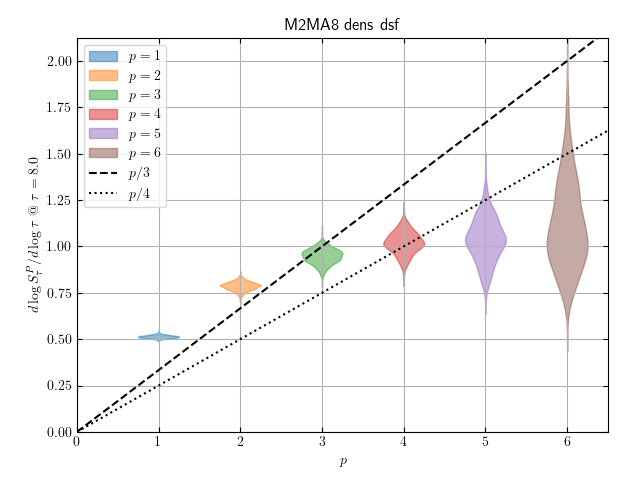 M2MA8 dens dsf
2.00
1.75
1.50
1.25
1.00
0.75
0.50
0.25
0.00
d log S_τ^P / d log τ @ τ = 8.0
p = 1
p = 2
p = 3
p = 4
p = 5
p = 6
p/3
p/4
0 1 2 3 4 5 6
p